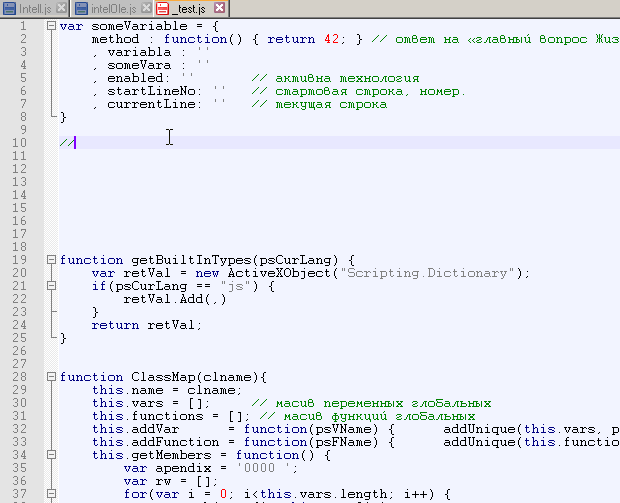 Intell.js intelOle.js _test.js
1 var someVariable = {
2 method : function() { return 42; } // ответ на «главный вопрос Жиз
3 , variabla : ''
4 , someVara : ''
5 , enabled: '' // активна технология
6 , startLineNo: '' // стартовая строка, номер.
7 , currentLine: '' // текущая строка
8 }
9
10 //
11
12
13
14
15
16
17
18
19 function getBuiltInTypes(psCurLang) {
20 var retVal = new ActiveXObject("Scripting.Dictionary");
21 if(psCurLang == "js") {
22 retVal.Add(,)
23 }
24 return retVal;
25 }
26
27
28 function ClassMap(clname){
29 this.name = clname;
30 this.vars = []; // масив переменных глобальных
31 this.functions = []; // масив функций глобальных
32 this.addVar = function(psVName) { addUnique(this.vars, p
33 this.addFunction = function(psFName) { addUnique(this.functio
34 this.getMembers = function() {
35 var apendix = '0000 ';
36 var rw = [];
37 for(var i = 0; i<this.vars.length; i++) {